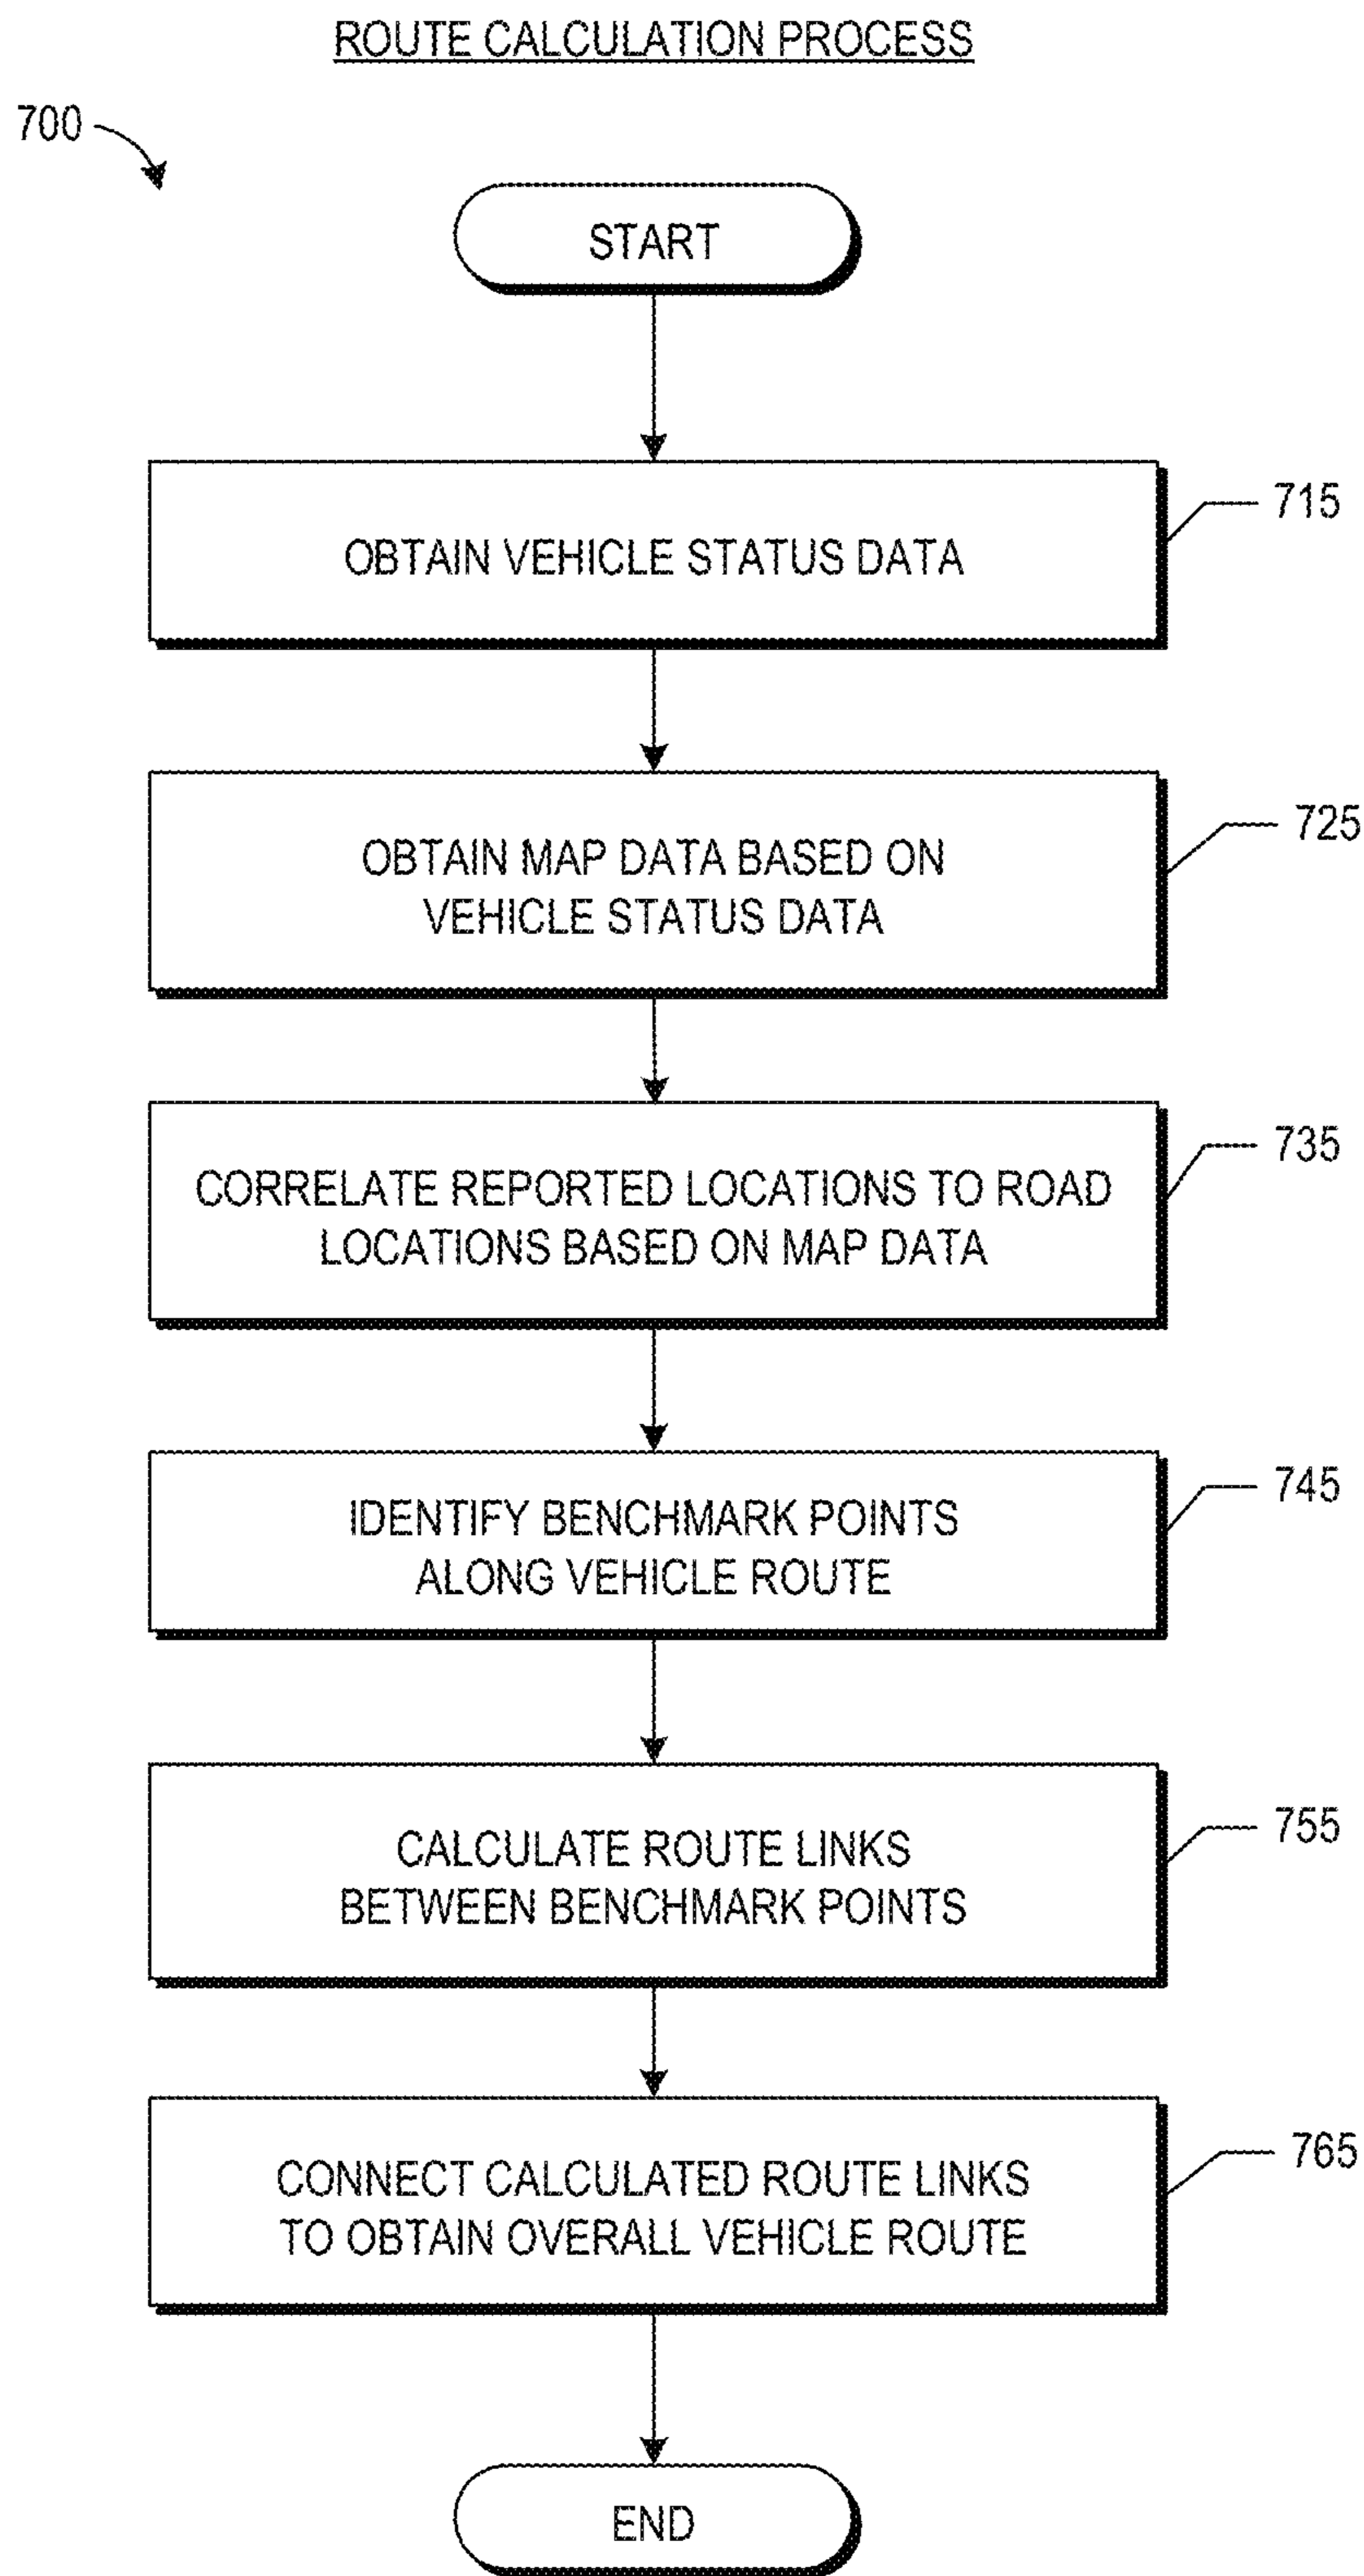 ROUTE CALCULATION PROCESS
700
START
OBTAIN VEHICLE STATUS DATA
715
OBTAIN MAP DATA BASED ON
VEHICLE STATUS DATA
725
CORRELATE REPORTED LOCATIONS TO ROAD
LOCATIONS BASED ON MAP DATA
735
IDENTIFY BENCHMARK POINTS
ALONG VEHICLE ROUTE
745
CALCULATE ROUTE LINKS
BETWEEN BENCHMARK POINTS
755
CONNECT CALCULATED ROUTE LINKS
TO OBTAIN OVERALL VEHICLE ROUTE
765
END